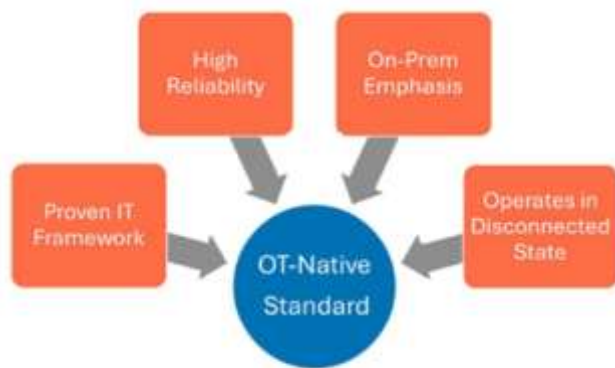 High
Reliability
On-Prem
Emphasis
Proven IT
Framework
Operates in
Disconnected
State
OT-Native
Standard